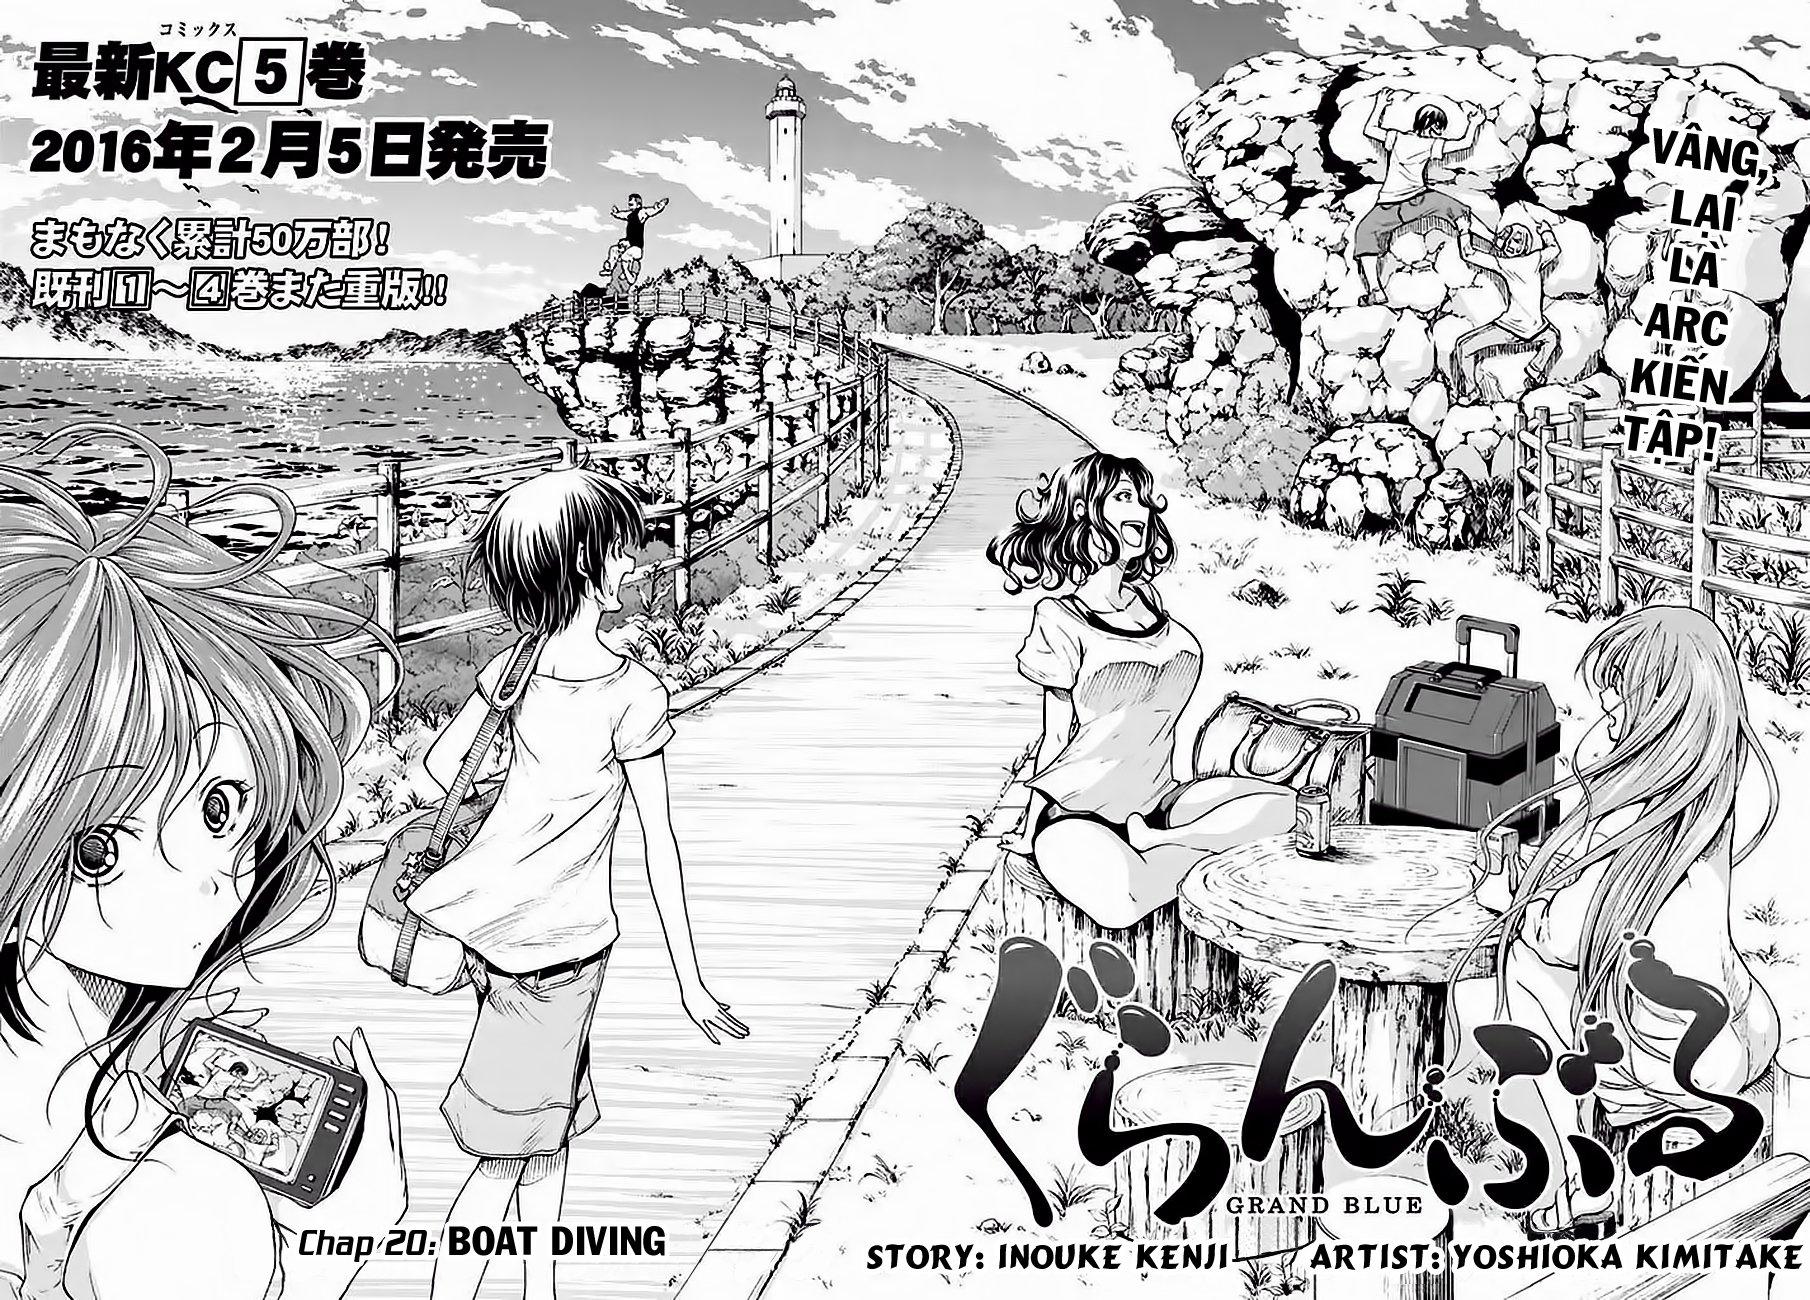 コミックス
最新KC5巻
2016年2月5日発売
まもなく累計50万部!
既刊1~4巻また重版!!
VÂNG,
LẠI
LÀ
ARC
KIẾN
TẬP!
ぐらんぶる
GRAND BLUE
Chap 20: BOAT DIVING
STORY: INOUKE KENJI
ARTIST: YOSHIOKA KIMITAKE